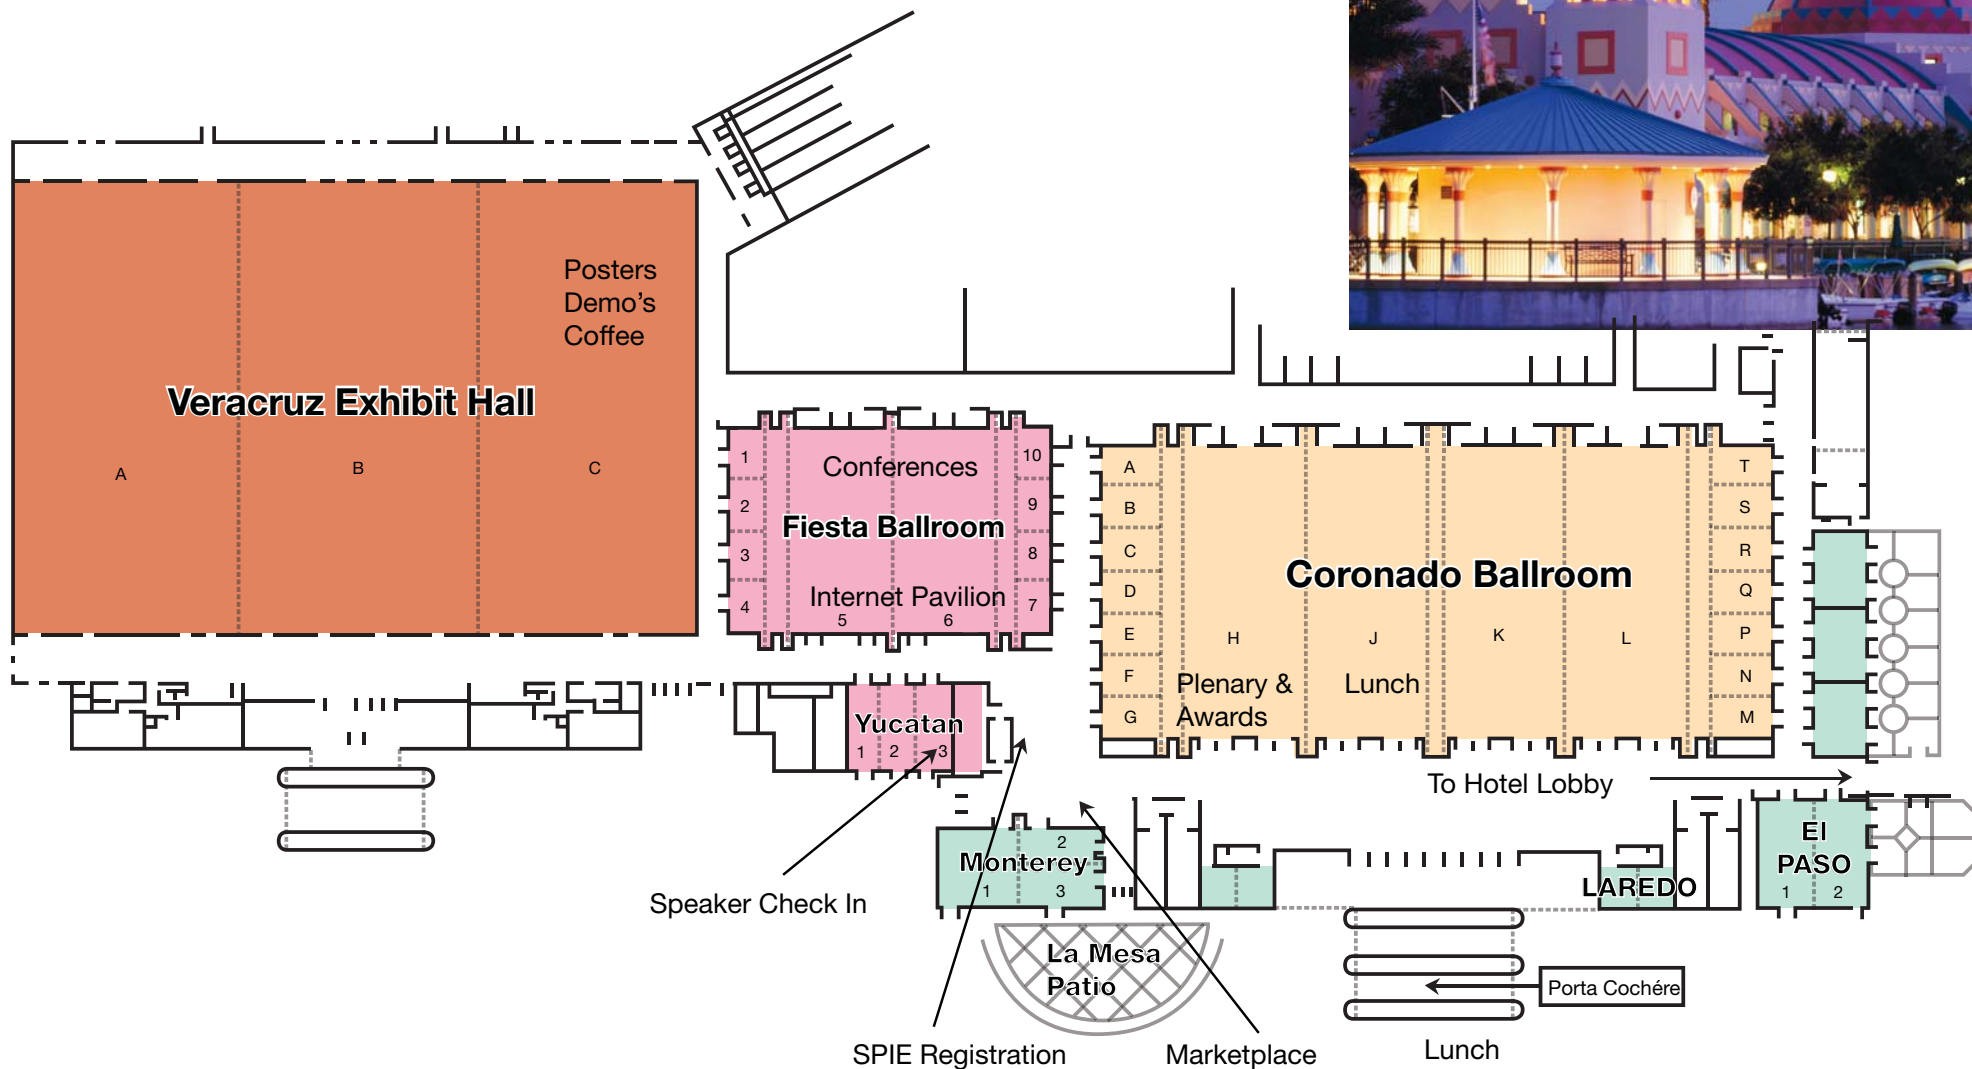 Posters
Demo's
Coffee
Veracruz Exhibit Hall
A
B
C
1
2
3
4
Conferences
Fiesta Ballroom
Internet Pavilion
5
6
10
9
8
7
A
B
C
D
E
F
G
Coronado Ballroom
H
J
K
L
Plenary &
Awards
Lunch
T
S
R
Q
P
N
M
Yucatan
1
2
3
To Hotel Lobby
Monterey
1
2
3
LAREDO
El
PASO
1
2
Speaker Check In
La Mesa
Patio
Porta Cochére
SPIE Registration
Marketplace
Lunch